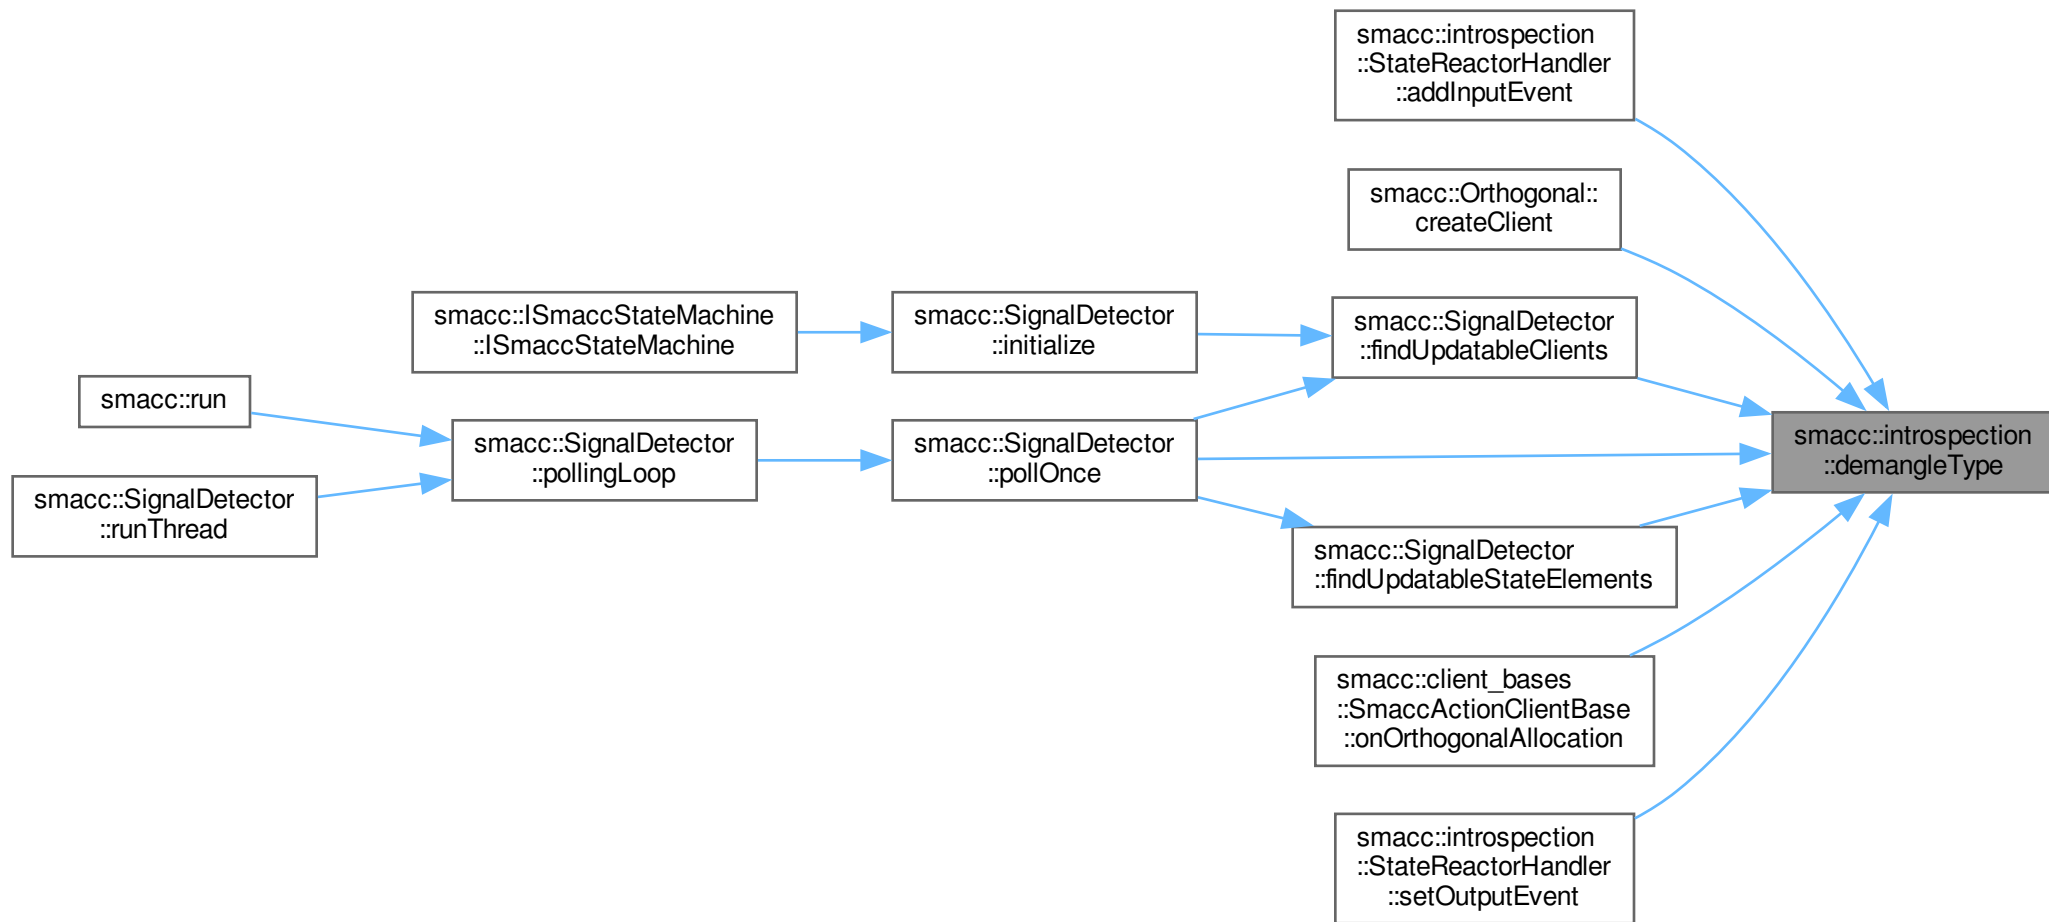 smacc::introspection
::StateReactorHandler
::addInputEvent
smacc::Orthogonal::
createClient
smacc::ISmaccStateMachine
::ISmaccStateMachine
smacc::SignalDetector
::initialize
smacc::SignalDetector
::findUpdatableClients
smacc::run
smacc::SignalDetector
::runThread
smacc::SignalDetector
::pollingLoop
smacc::SignalDetector
::pollOnce
smacc::introspection
::demangleType
smacc::SignalDetector
::findUpdatableStateElements
smacc::client_bases
::SmaccActionClientBase
::onOrthogonalAllocation
smacc::introspection
::StateReactorHandler
::setOutputEvent